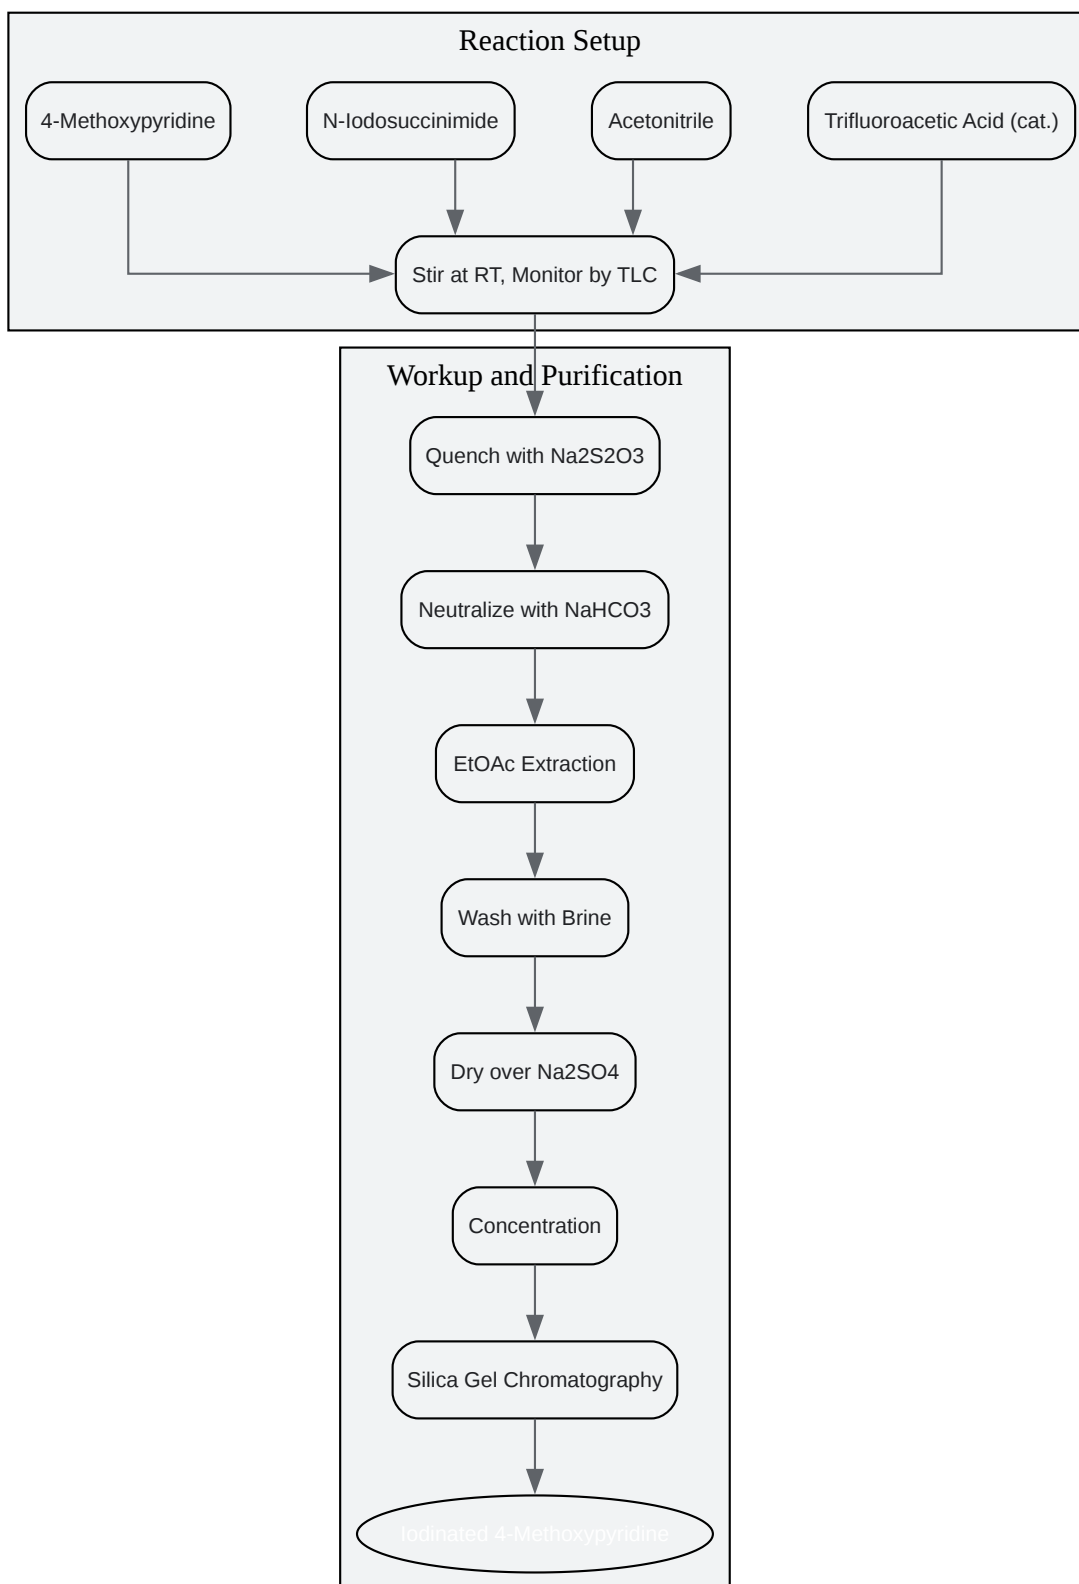 Reaction Setup
4-Methoxypyridine
N-Iodosuccinimide
Acetonitrile
Trifluoroacetic Acid (cat.)
Stir at RT, Monitor by TLC
Workup and Purification
Quench with Na2S2O3
Neutralize with NaHCO3
EtOAc Extraction
Wash with Brine
Dry over Na2SO4
Concentration
Silica Gel Chromatography
Iodinated 4-Methoxypyridine